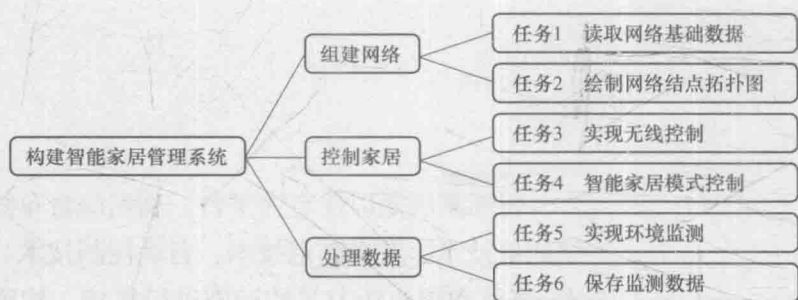 构建智能家居管理系统
组建网络
任务1 读取网络基础数据
任务2 绘制网络结点拓扑图
控制家居
任务3 实现无线控制
任务4 智能家居模式控制
处理数据
任务5 实现环境监测
任务6 保存监测数据